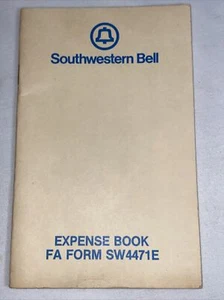 Southwestern Bell
EXPENSE BOOK
FA FORM SW4471E